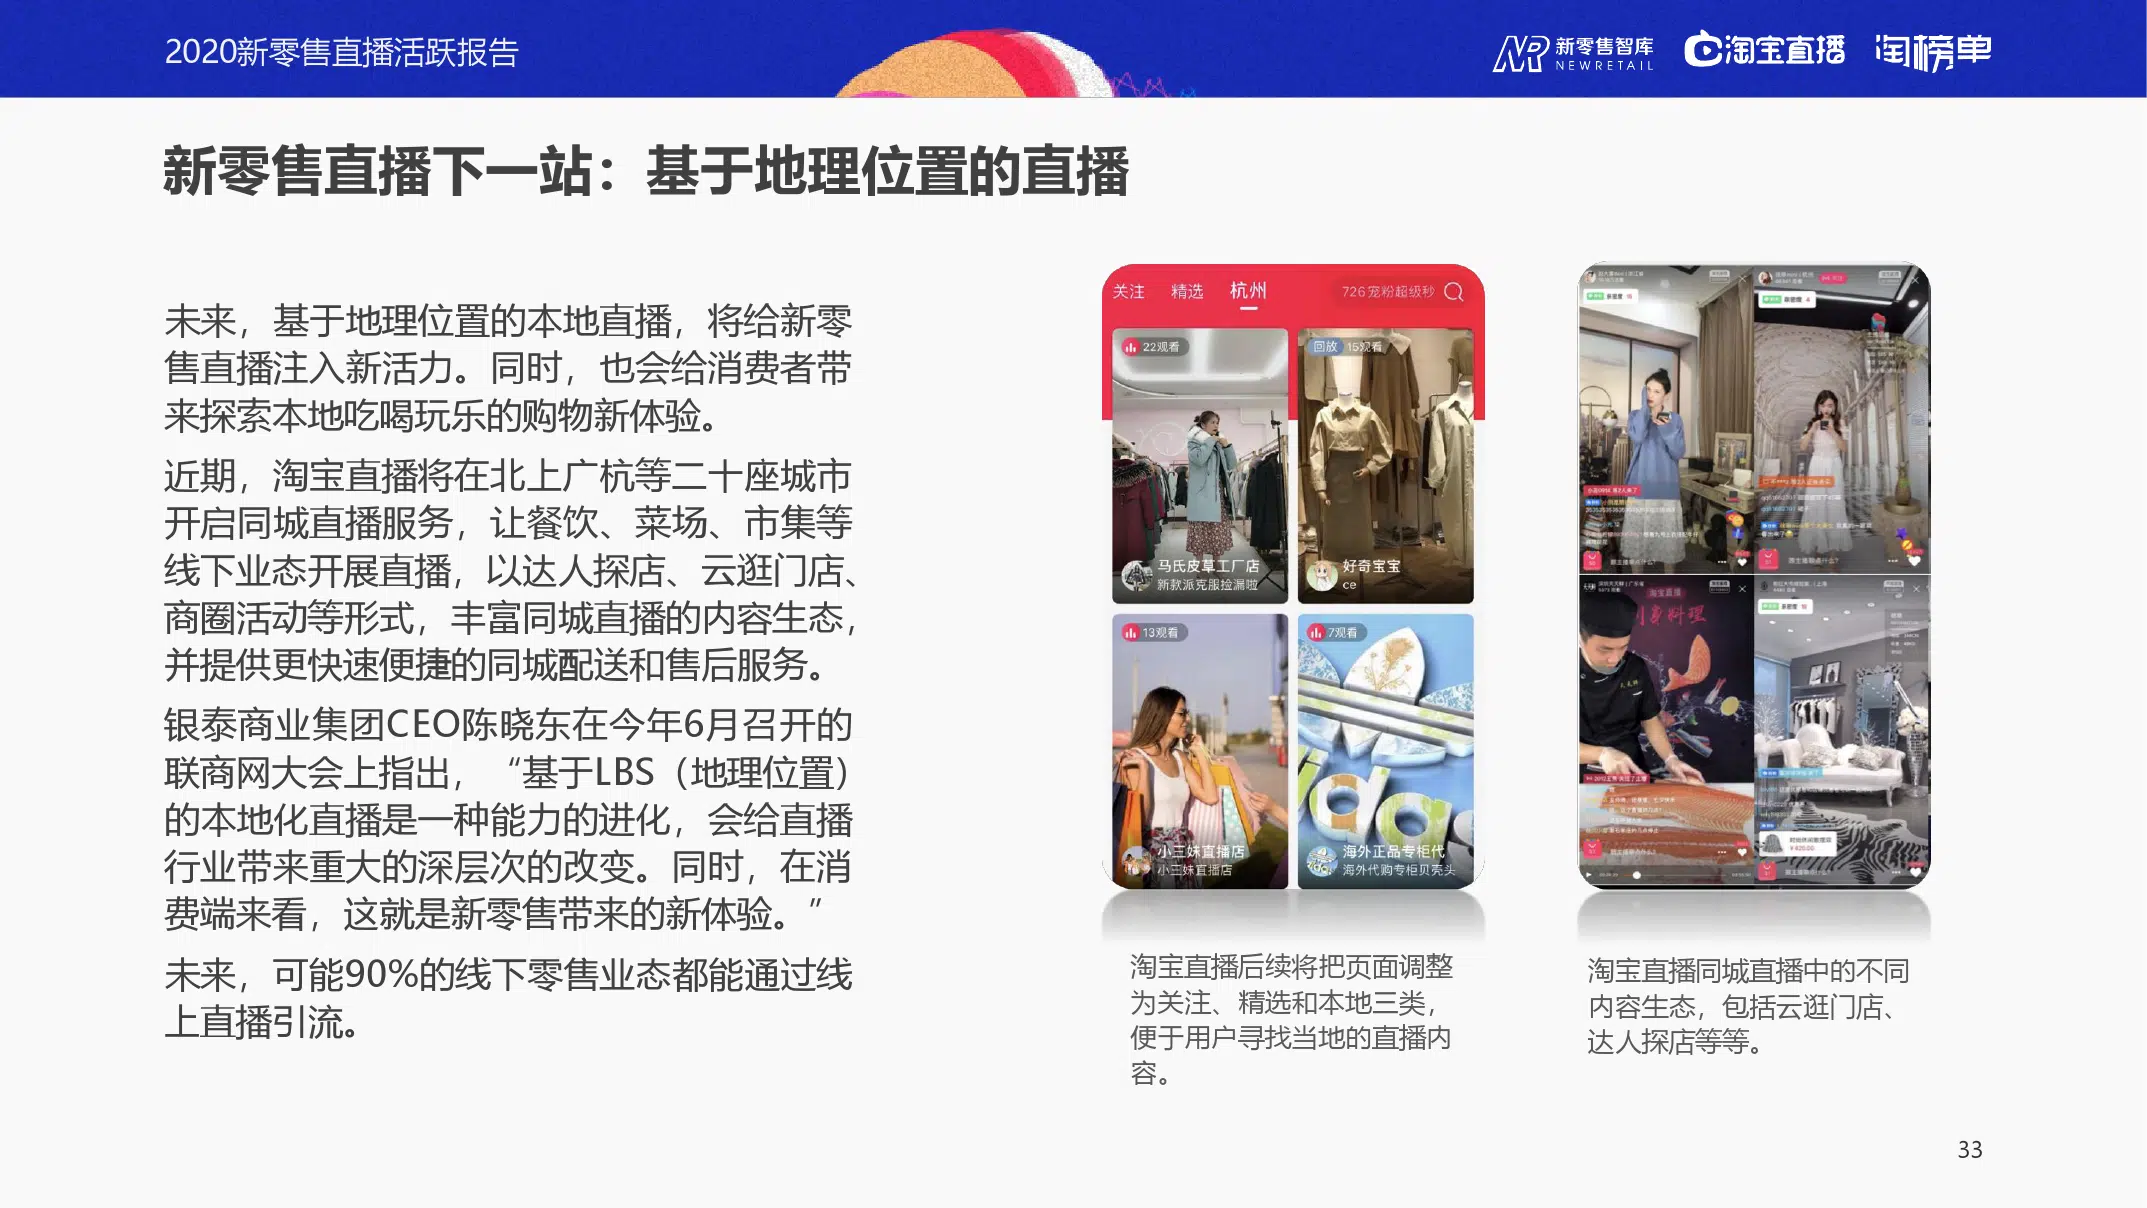 2020新零售直播活跃报告
NR 新零售智库
NEWRETAIL
淘宝直播
淘榜单
新零售直播下一站：基于地理位置的直播
未来，基于地理位置的本地直播，将给新零
售直播注入新活力。同时，也会给消费者带
来探索本地吃喝玩乐的购物新体验。
近期，淘宝直播将在北上广杭等二十座城市
开启同城直播服务，让餐饮、菜场、市集等
线下业态开展直播，以达人探店、云逛门店、
商圈活动等形式，丰富同城直播的内容生态，
并提供更快速便捷的同城配送和售后服务。
银泰商业集团CEO陈晓东在今年6月召开的
联商网大会上指出，“基于LBS（地理位置）
的本地化直播是一种能力的进化，会给直播
行业带来重大的深层次的改变。同时，在消
费端来看，这就是新零售带来的新体验。”
未来，可能90%的线下零售业态都能通过线
上直播引流。
关注 精选 杭州 726宠粉超级秒
22观看
回放 15观看
马氏皮草工厂店
新款派克服捡漏啦
好奇宝宝
ce
13观看
7观看
小三妹直播店
小三妹直播店
海外正品专柜代
海外代购专柜贝壳头
淘宝直播后续将把页面调整
为关注、精选和本地三类，
便于用户寻找当地的直播内
容。
亲密度
亲密度
淘宝直播
刺身料理
亲密度
淘宝直播同城直播中的不同
内容生态，包括云逛门店、
达人探店等等。
33